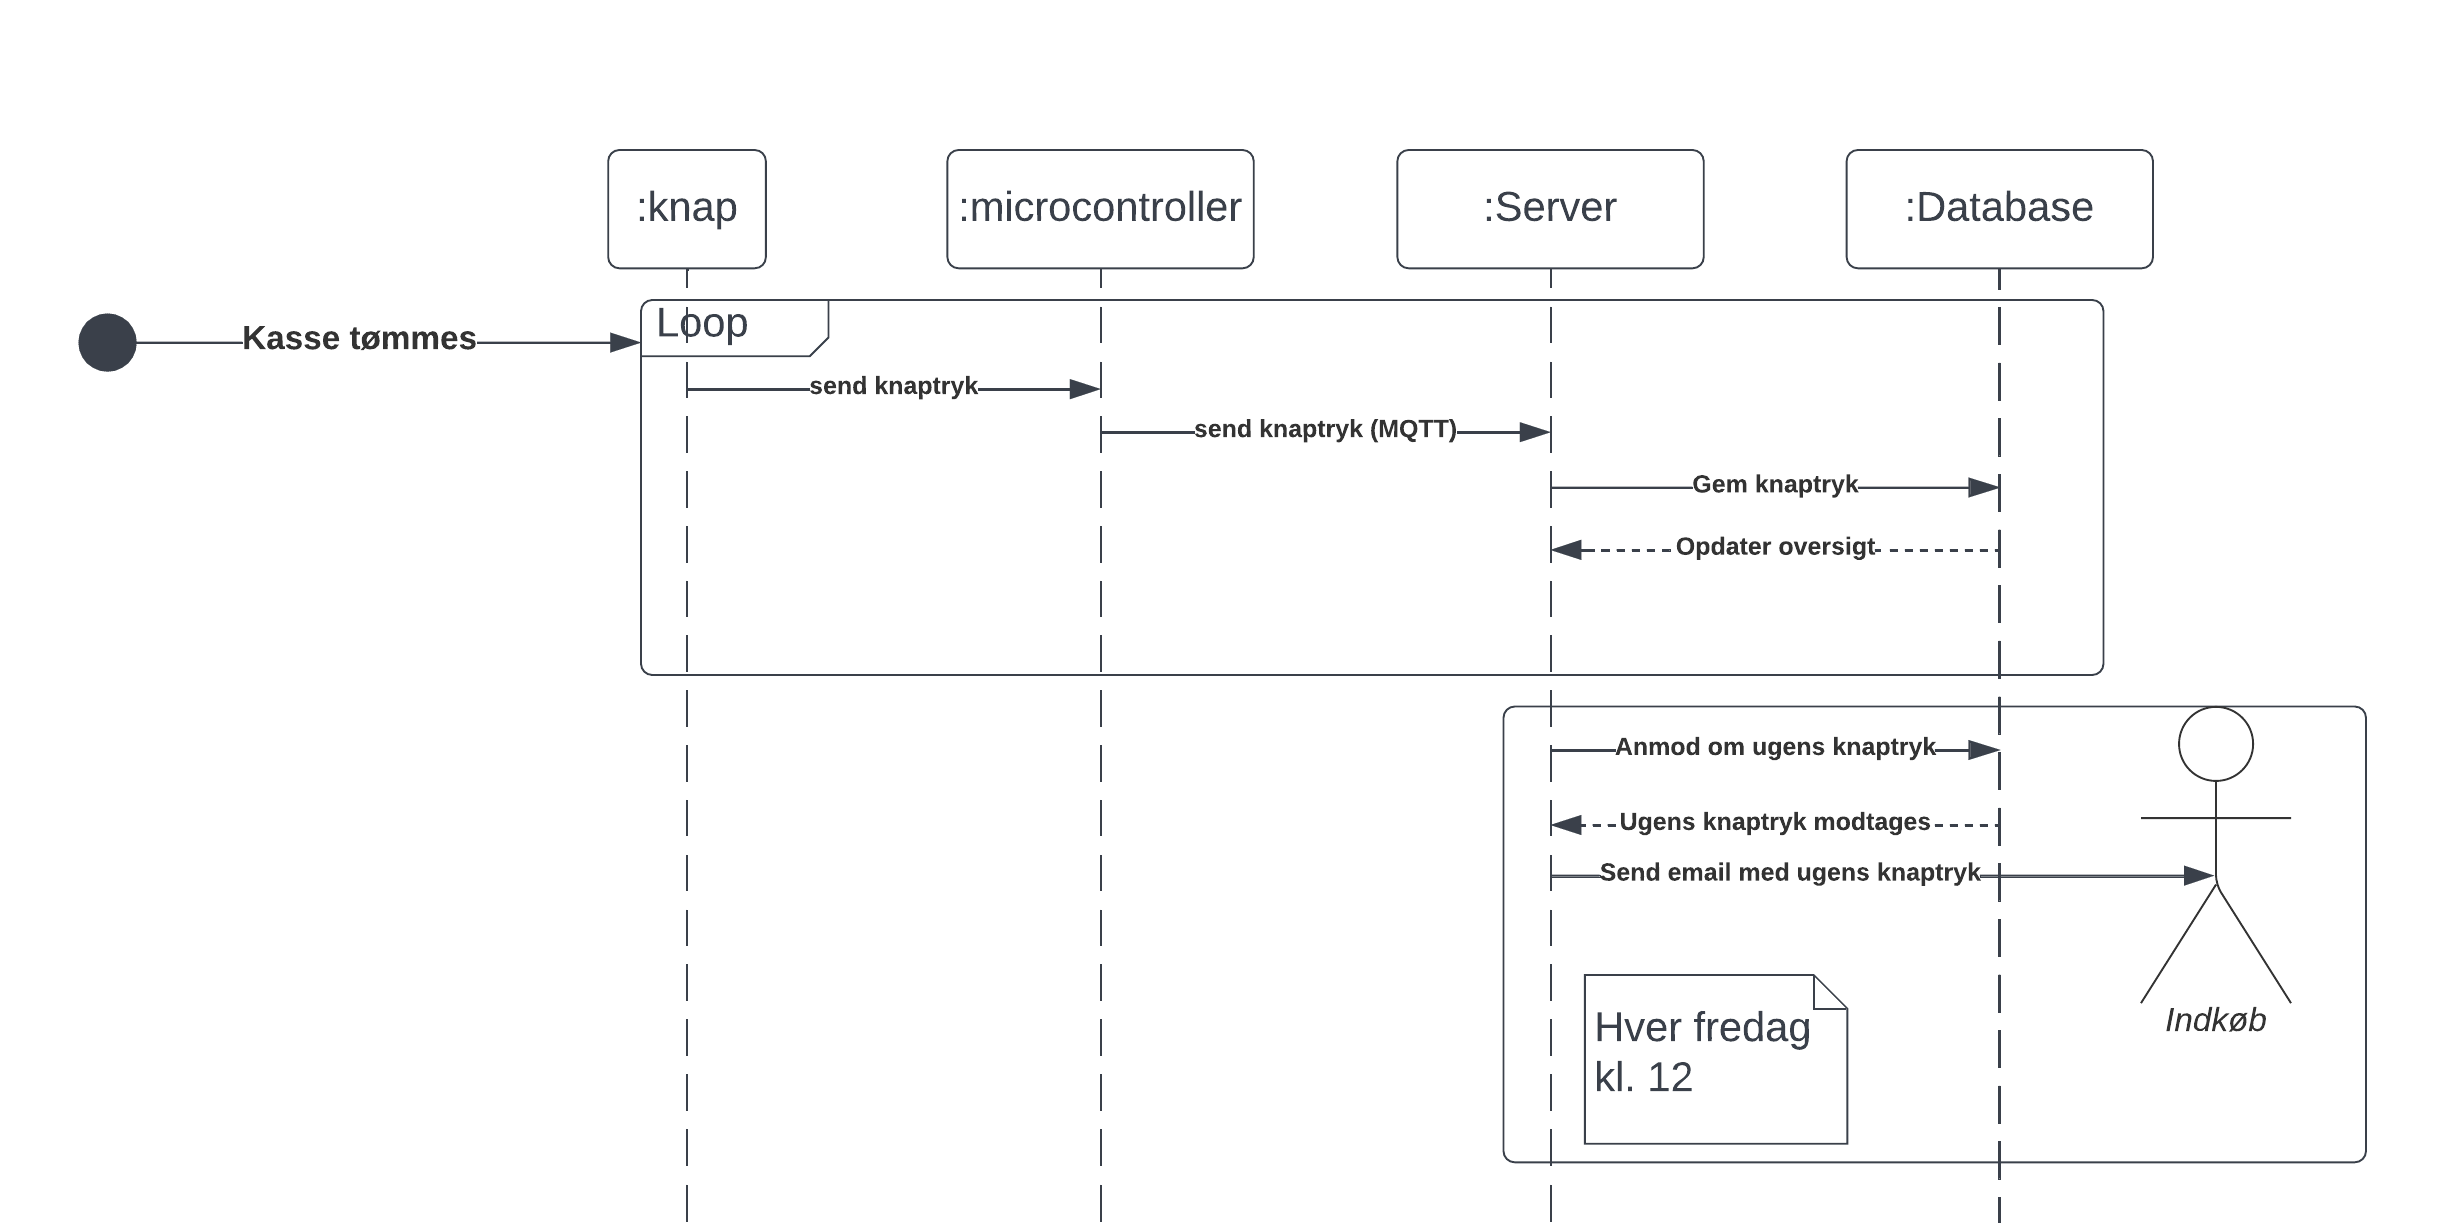 :knap
:microcontroller
:Server
:Database
Loop
Kasse tømmes
send knaptryk
send knaptryk (MQTT)
Gem knaptryk
Opdater oversigt
Anmod om ugens knaptryk
Ugens knaptryk modtages
Send email med ugens knaptryk
Hver fredag
kl. 12
Indkøb